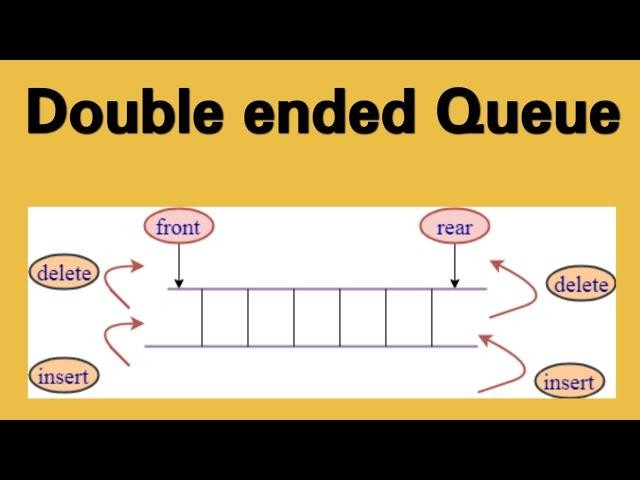 Double ended Queue
front
rear
delete
delete
insert
insert